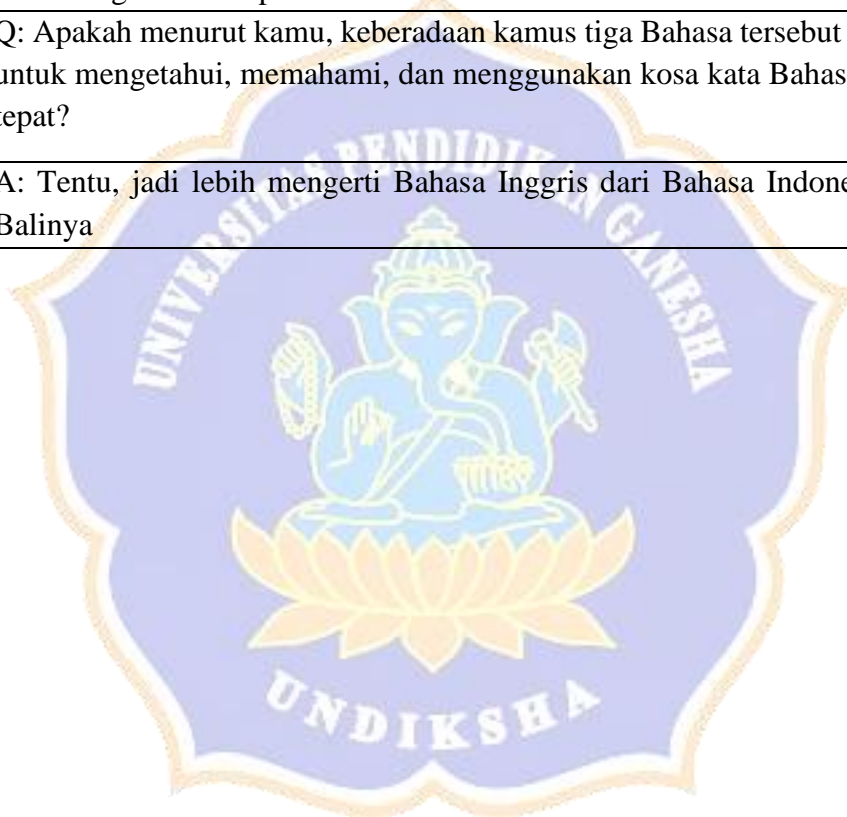 Q: Apakah menurut kamu, keberadaan kamus tiga Bahasa tersebut
untuk mengetahui, memahami, dan menggunakan kosa kata Bahas
tepat?
A: Tentu, jadi lebih mengerti Bahasa Inggris dari Bahasa Indone
Balinya
UNIVERSITAS PENDIDIKAN GANESHA
UNDIKSHA